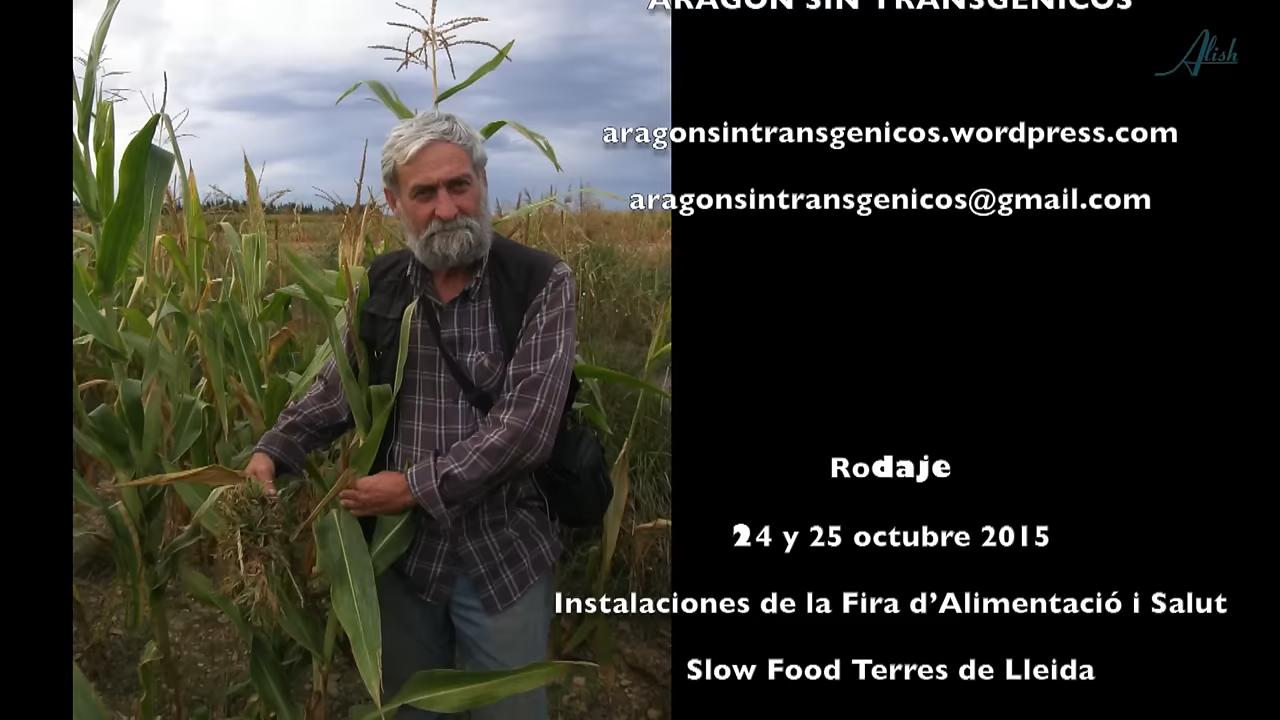 ARAGÓN SIN TRANSGÉNICOS
Alish
aragonsintransgenicos.wordpress.com
aragonsintransgenicos@gmail.com
Rodaje
24 y 25 octubre 2015
Instalaciones de la Fira d’Alimentació i Salut
Slow Food Terres de Lleida